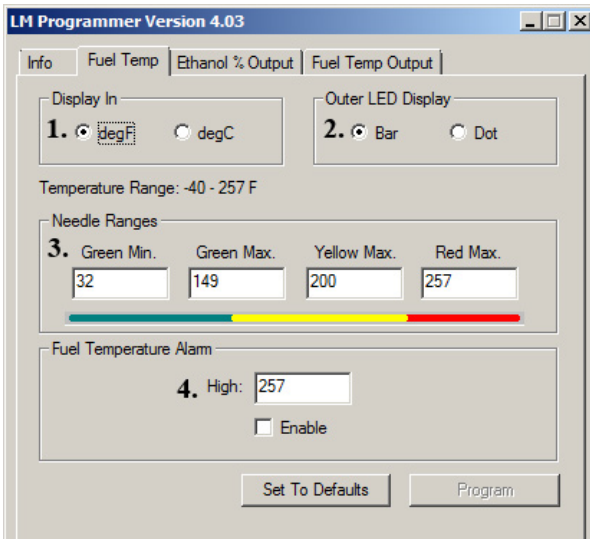 LM Programmer Version 4.03
Info Fuel Temp Ethanol % Output Fuel Temp Output
Display In
1. degF degC
Outer LED Display
2. Bar Dot
Temperature Range: -40 - 257 F
Needle Ranges
3. Green Min. Green Max. Yellow Max. Red Max.
32 149 200 257
Fuel Temperature Alarm
4. High: 257
Enable
Set To Defaults Program